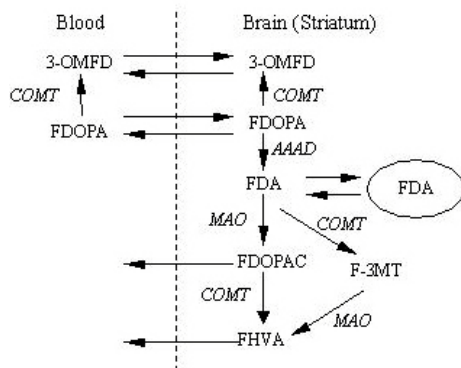 Blood Brain (Striatum)
3-OMFD 3-OMFD
COMT COMT
FDOPA FDOPA
AAAD
FDA FDA
MAO COMT
FDOPAC F-3MT
COMT
MAO
FHVA